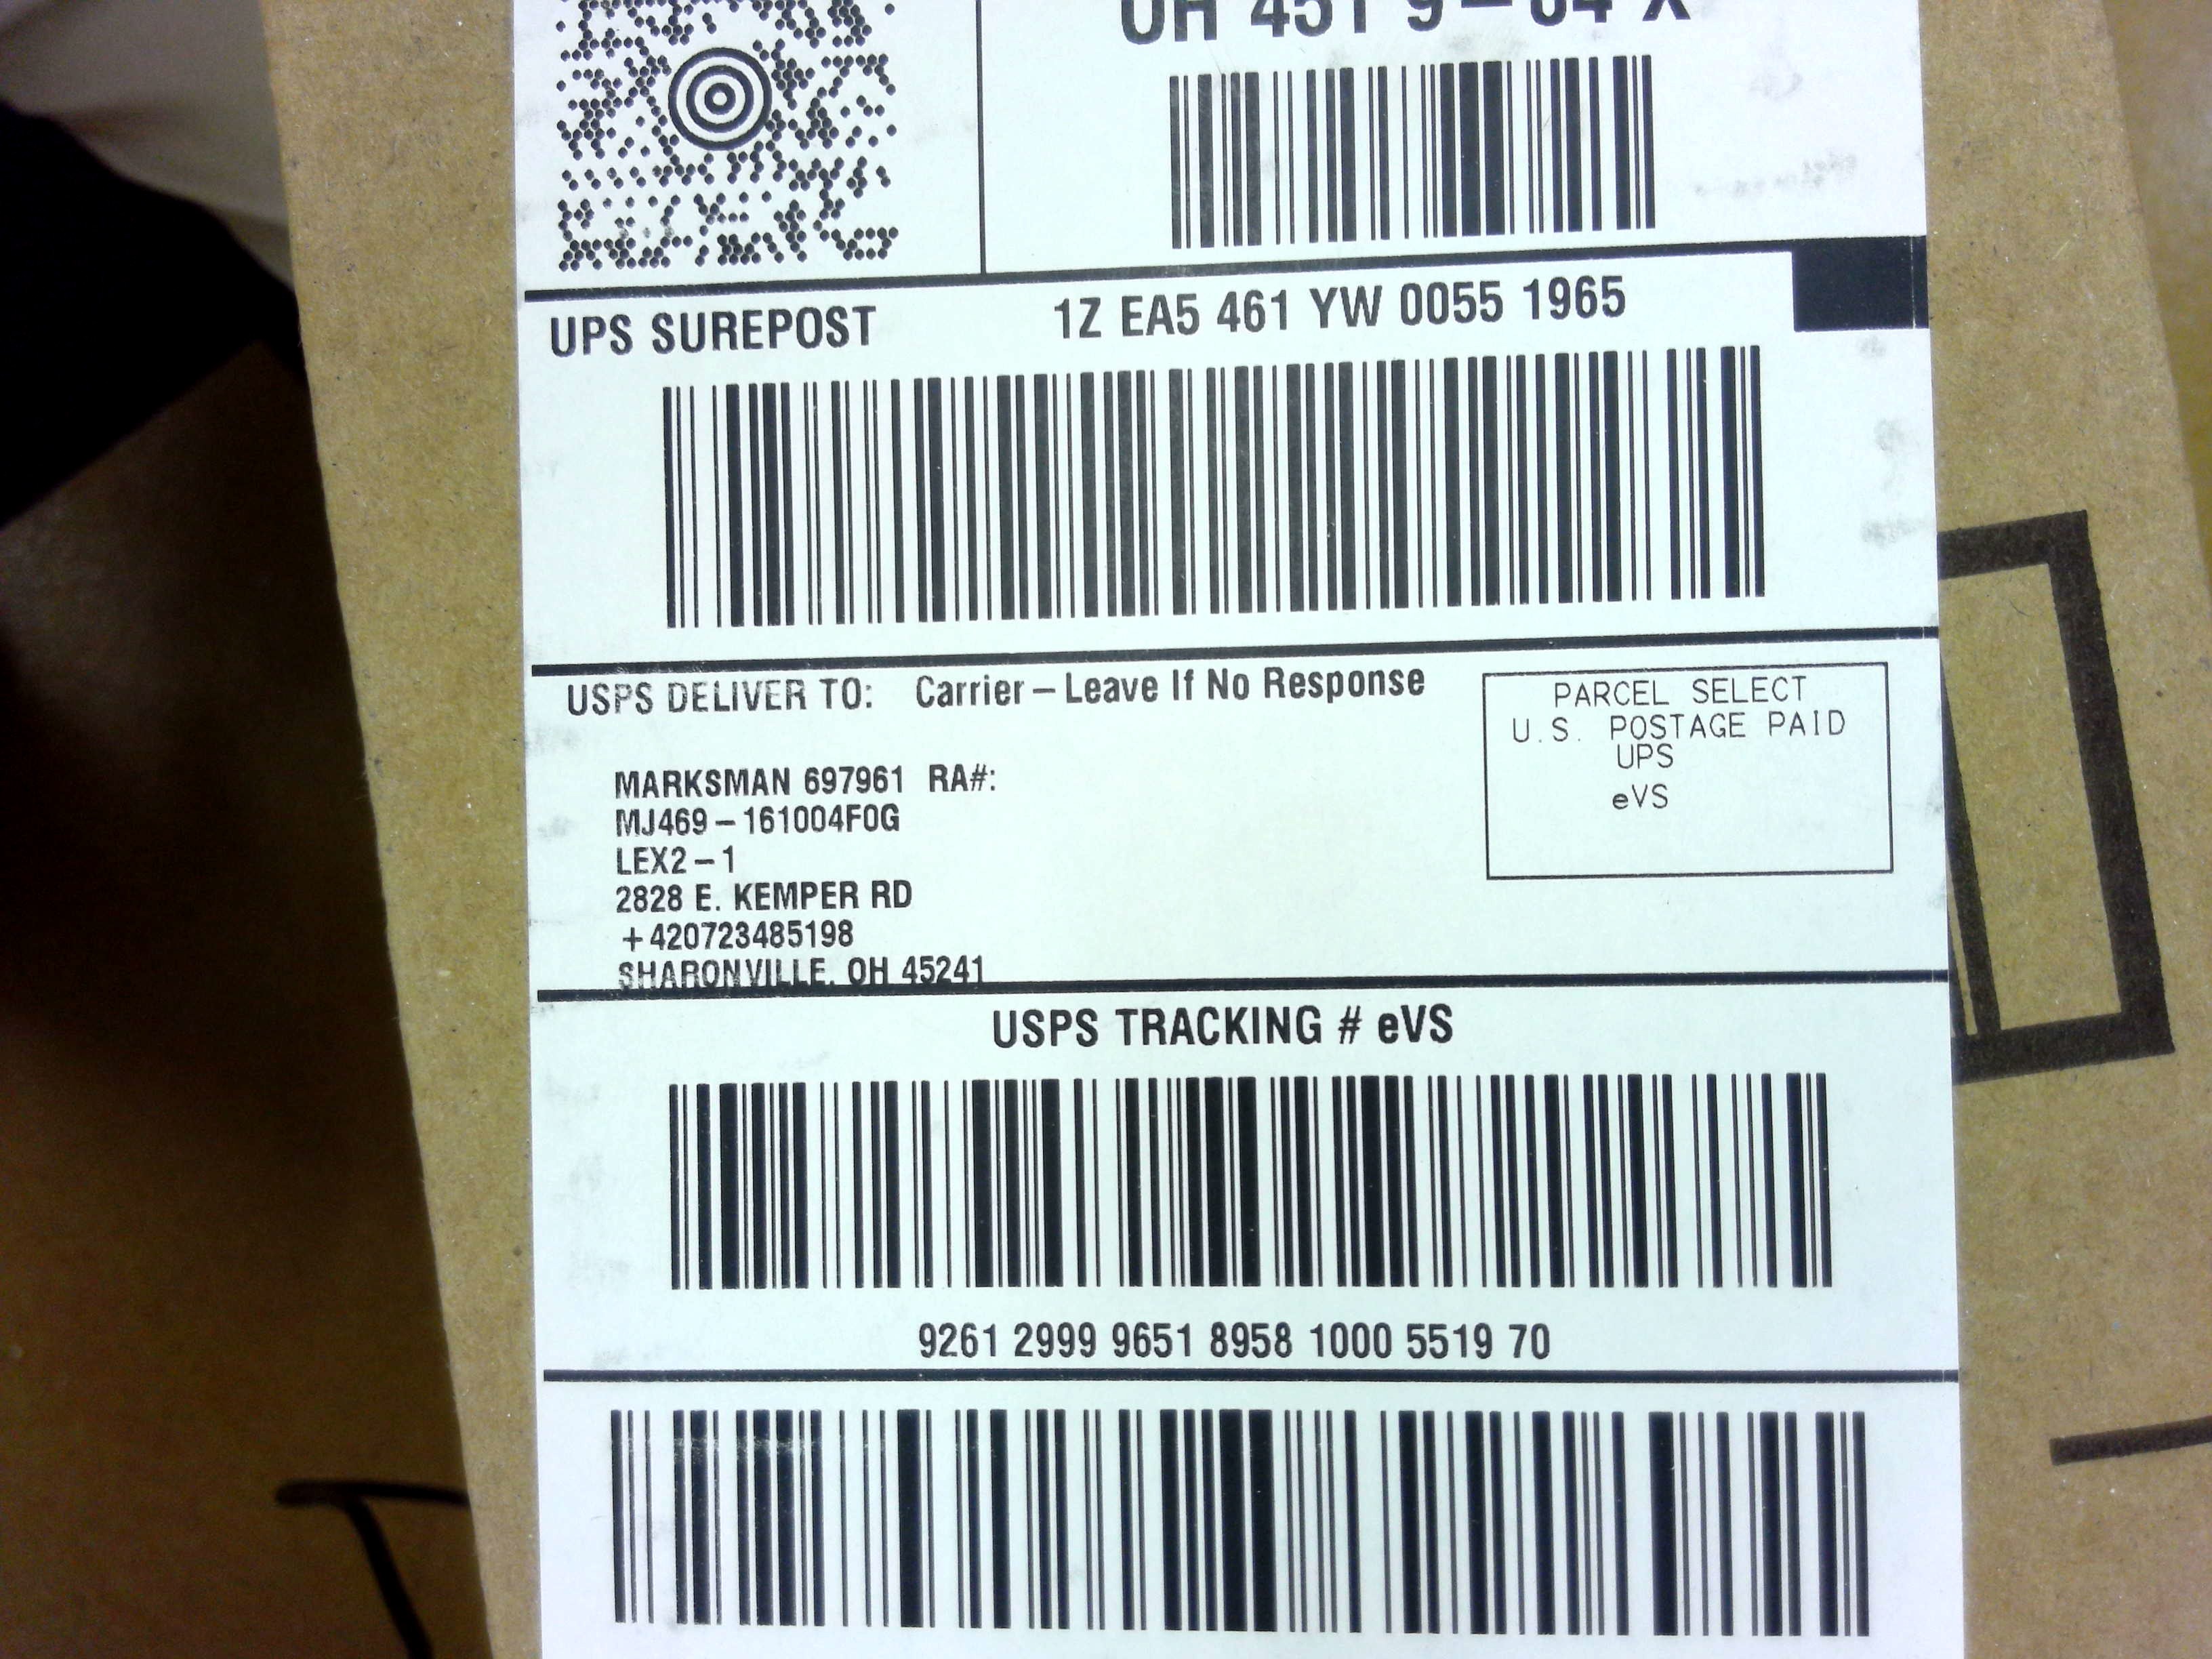 UPS SUREPOST 1Z EA5 461 YW 0055 1965
USPS DELIVER TO: Carrier – Leave If No Response
PARCEL SELECT
U.S. POSTAGE PAID
UPS
eVS
MARKSMAN 697961 RA#:
MJ469 – 161004F0G
LEX2 – 1
2828 E. KEMPER RD
+420723485198
SHARONVILLE, OH 45241
USPS TRACKING # eVS
9261 2999 9651 8958 1000 5519 70